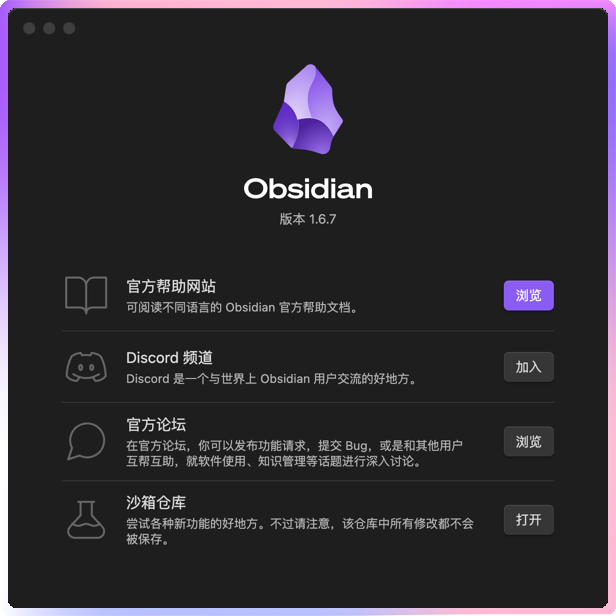 Obsidian
版本 1.6.7
官方帮助网站
可阅读不同语言的 Obsidian 官方帮助文档。
浏览
Discord 频道
Discord 是一个与世界上 Obsidian 用户交流的好地方。
加入
官方论坛
在官方论坛，你可以发布功能请求，提交 Bug，或是和其他用户
互帮互助，就软件使用、知识管理等话题进行深入讨论。
浏览
沙箱仓库
尝试各种新功能的好地方。不过请注意，该仓库中所有修改都不会
被保存。
打开